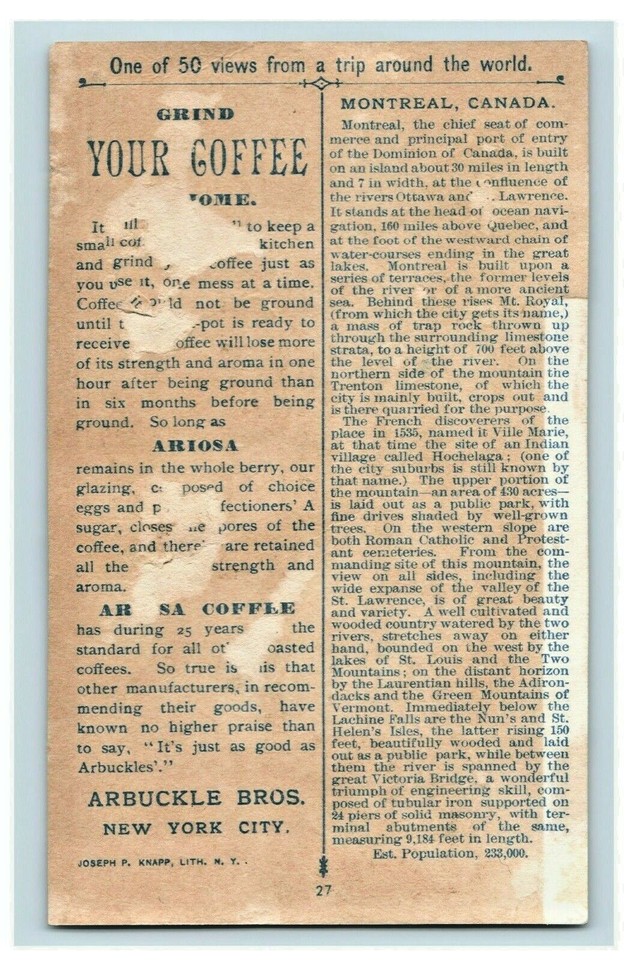 One of 50 views from a trip around the world.
GRIND
YOUR COFFEE
OME.
It to keep a
small cof kitchen
and grind offee just as
you use it, one mess at a time.
Coffee ld not be ground
until t -pot is ready to
receive offee will lose more
of its strength and aroma in one
hour after being ground than
in six months before being
ground. So long as
ARIOSA
remains in the whole berry, our
glazing, posed of choice
eggs and p fectioners' A
sugar, closes pores of the
coffee, and there are retained
all the strength and
aroma.
AR SA COFFEE
has during 25 years the
standard for all ot oasted
coffees. So true is is that
other manufacturers, in recom-
mending their goods, have
known no higher praise than
to say, "It's just as good as
Arbuckles'."
ARBUCKLE BROS.
NEW YORK CITY.
JOSEPH P. KNAPP, LITH. N. Y.
MONTREAL, CANADA.
Montreal, the chief seat of com-
merce and principal port of entry
of the Dominion of Canada, is built
on an island about 30 miles in length
and 7 in width, at the confluence of
the rivers Ottawa and . Lawrence.
It stands at the head of ocean navi-
gation, 160 miles above Quebec, and
at the foot of the westward chain of
water-courses ending in the great
lakes. Montreal is built upon a
series of terraces, the former levels
of the river or of a more ancient
sea. Behind these rises Mt. Royal,
(from which the city gets its name,)
a mass of trap rock thrown up
through the surrounding limestone
strata, to a height of 700 feet above
the level of the river. On the
northern side of the mountain the
Trenton limestone, of which the
city is mainly built, crops out and
is there quarried for the purpose.
The French discoverers of the
place in 1535, named it Ville Marie,
at that time the site of an Indian
village called Hochelaga; (one of
the city suburbs is still known by
that name.) The upper portion of
the mountain—an area of 430 acres—
is laid out as a public park, with
fine drives shaded by well-grown
trees. On the western slope are
both Roman Catholic and Protest-
ant cemeteries. From the com-
manding site of this mountain, the
view on all sides, including the
wide expanse of the valley of the
St. Lawrence, is of great beauty
and variety. A well cultivated and
wooded country watered by the two
rivers, stretches away on either
hand, bounded on the west by the
lakes of St. Louis and the Two
Mountains; on the distant horizon
by the Laurentian hills, the Adiron-
dacks and the Green Mountains of
Vermont. Immediately below the
Lachine Falls are the Nun's and St.
Helen's Isles, the latter rising 150
feet, beautifully wooded and laid
out as a public park, while between
them the river is spanned by the
great Victoria Bridge, a wonderful
triumph of engineering skill, com-
posed of tubular iron supported on
24 piers of solid masonry, with ter-
minal abutments of the same,
measuring 9,184 feet in length.
Est. Population, 233,000.
27